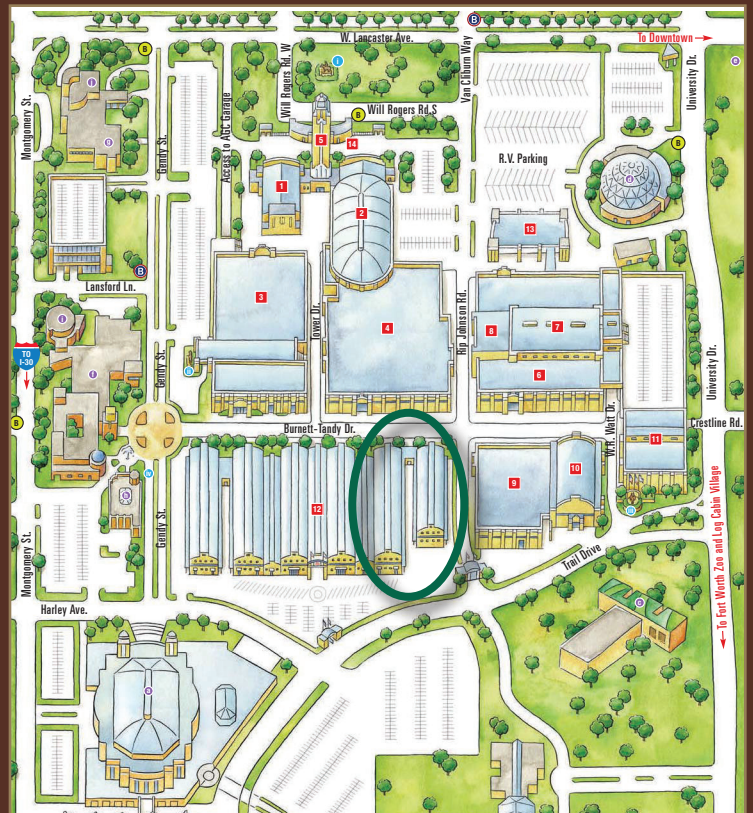 B
W. Lancaster Ave.
To Downtown
B
Montgomery St.
Gendy St.
Access to AGC Garage
Will Rogers Rd. W
Will Rogers Rd. S
B
Van Cliburn Way
University Dr.
R.V. Parking
B
5
14
1
2
13
B
Lansford Ln.
3
4
Tower Dr.
Rip Johnson Rd.
8
7
6
TO
I-30
Gendy St.
University Dr.
B
Burnett-Tandy Dr.
W.R. Watt Dr.
Crestline Rd.
11
9
10
12
Montgomery St.
Gendy St.
Trail Drive
To Fort Worth Zoo and Log Cabin Village
Harley Ave.